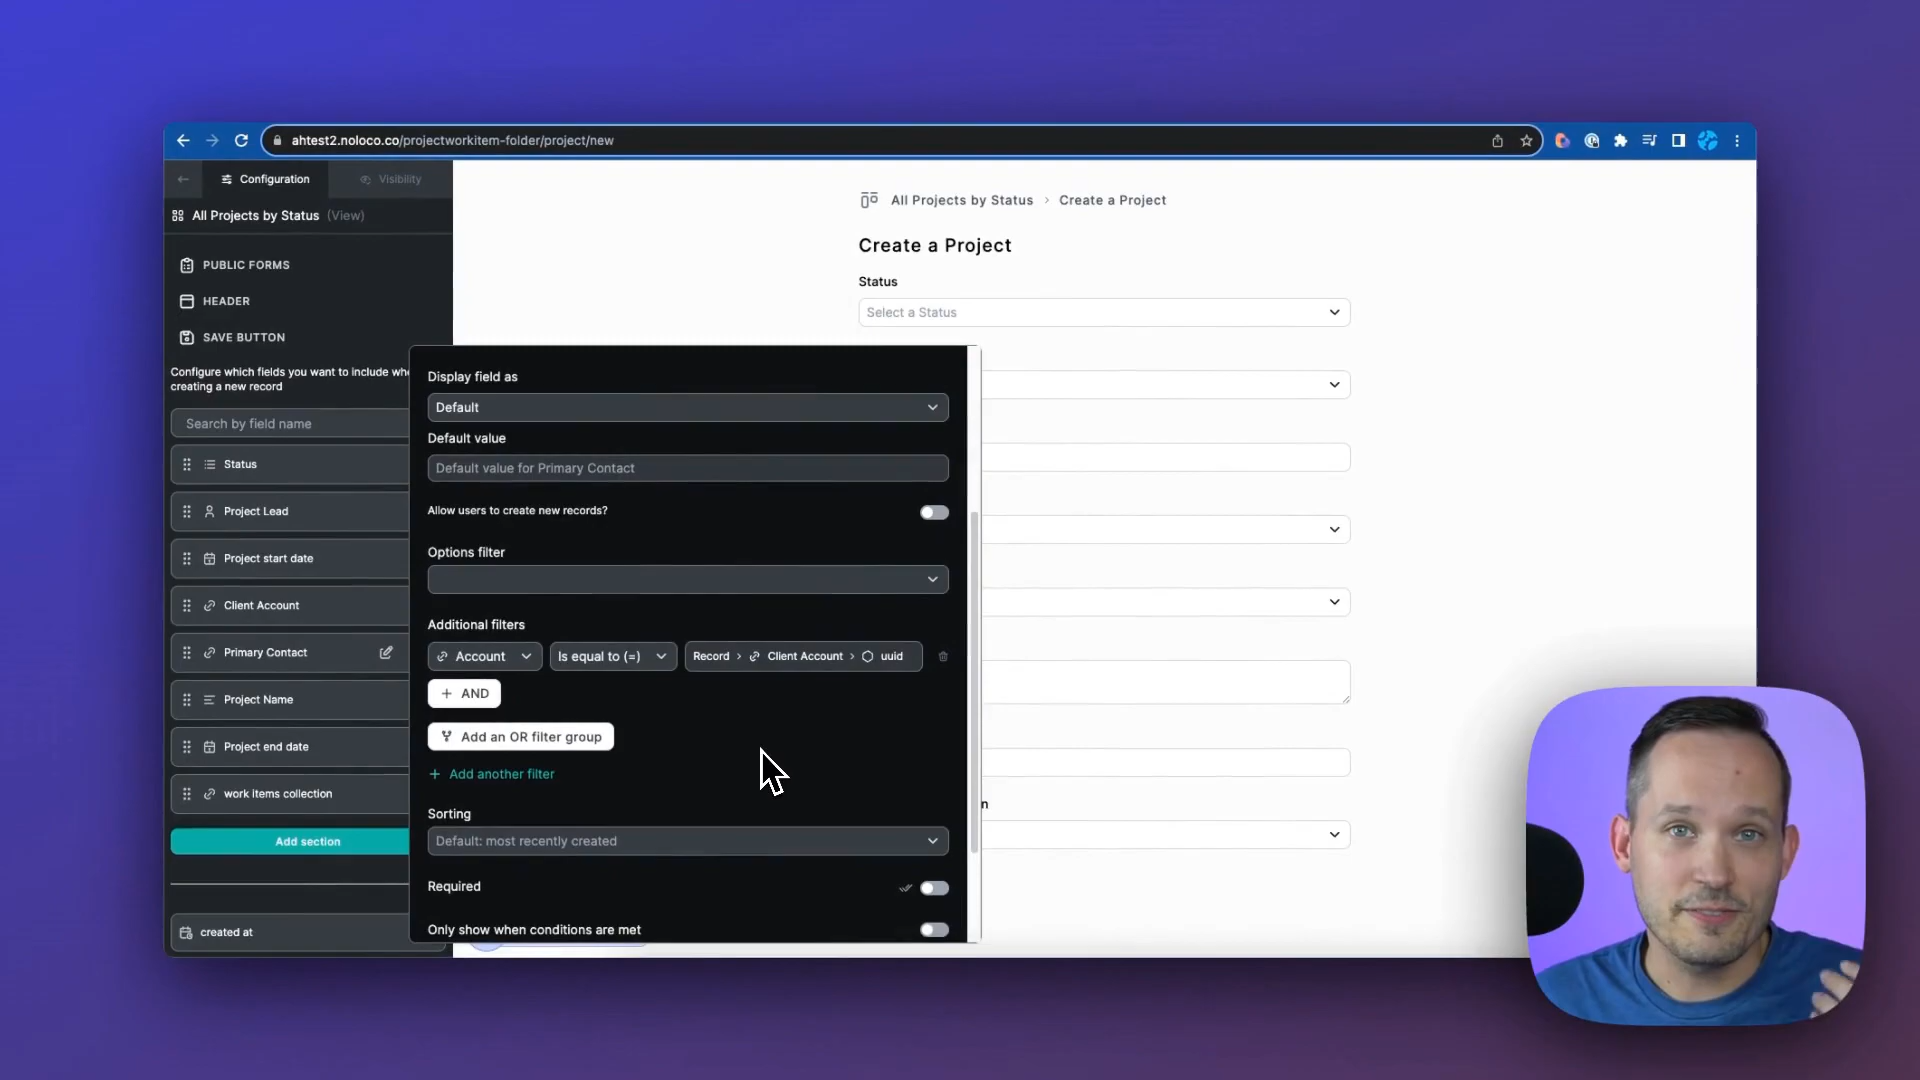 ahtest2.noloco.co/projectworkitem-folder/project/new
Configuration
Visibility
All Projects by Status (View)
PUBLIC FORMS
HEADER
SAVE BUTTON
Configure which fields you want to include whe
creating a new record
Search by field name
Status
Project Lead
Project start date
Client Account
Primary Contact
Project Name
Project end date
work items collection
Add section
created at
Display field as
Default
Default value
Default value for Primary Contact
Allow users to create new records?
Options filter
Additional filters
Account Is equal to (=) Record > Client Account > uuid
+ AND
Add an OR filter group
+ Add another filter
Sorting
Default: most recently created
Required
Only show when conditions are met
All Projects by Status > Create a Project
Create a Project
Status
Select a Status
n